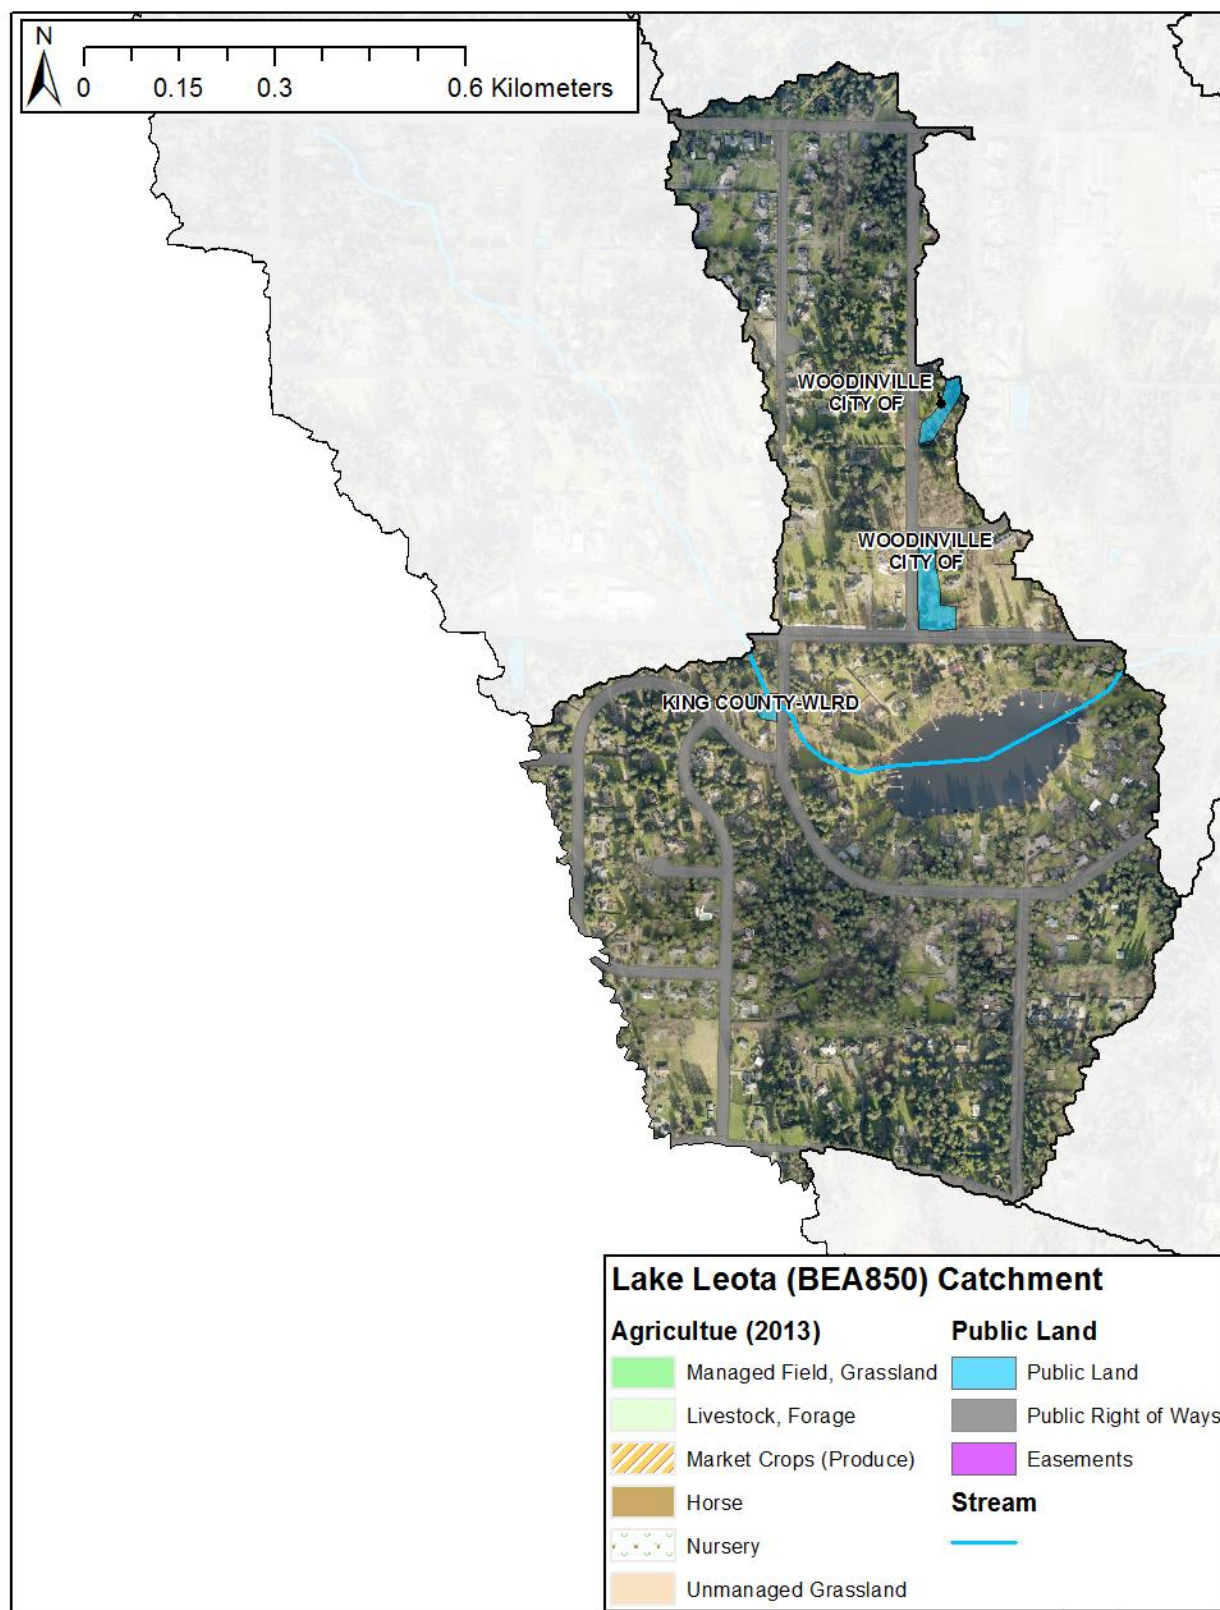 N
0 0.15 0.3 0.6 Kilometers
WOODINVILLE
CITY OF
WOODINVILLE
CITY OF
KING COUNTY-WLRD
Lake Leota (BEA850) Catchment
Agricultue (2013)
Managed Field, Grassland
Livestock, Forage
Market Crops (Produce)
Horse
Nursery
Unmanaged Grassland
Public Land
Public Land
Public Right of Ways
Easements
Stream